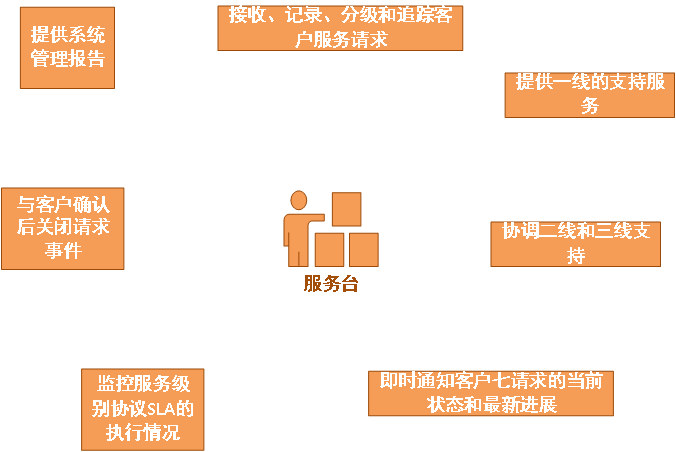 提供系统
管理报告
接收、记录、分级和追踪客
户服务请求
提供一线的支持服
务
与客户确认
后关闭请求
事件
协调二线和三线支
持
服务台
监控服务级
别协议SLA的
执行情况
即时通知客户七请求的当前
状态和最新进展